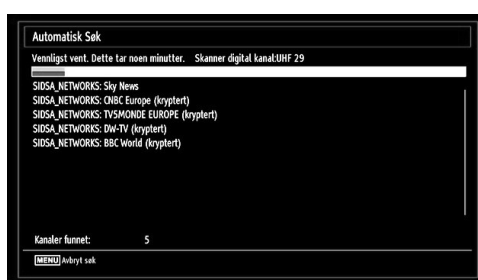 Automatisk Søk
Vennligst vent. Dette tar noen minutter. Skanner digital kanal:UHF 29
SIDSA_NETWORKS: Sky News
SIDSA_NETWORKS: CNBC Europe (kryptert)
SIDSA_NETWORKS: TV5MONDE EUROPE (kryptert)
SIDSA_NETWORKS: DW-TV (kryptert)
SIDSA_NETWORKS: BBC World (kryptert)
Kanaler funnet: 5
MENU Avbryt søk